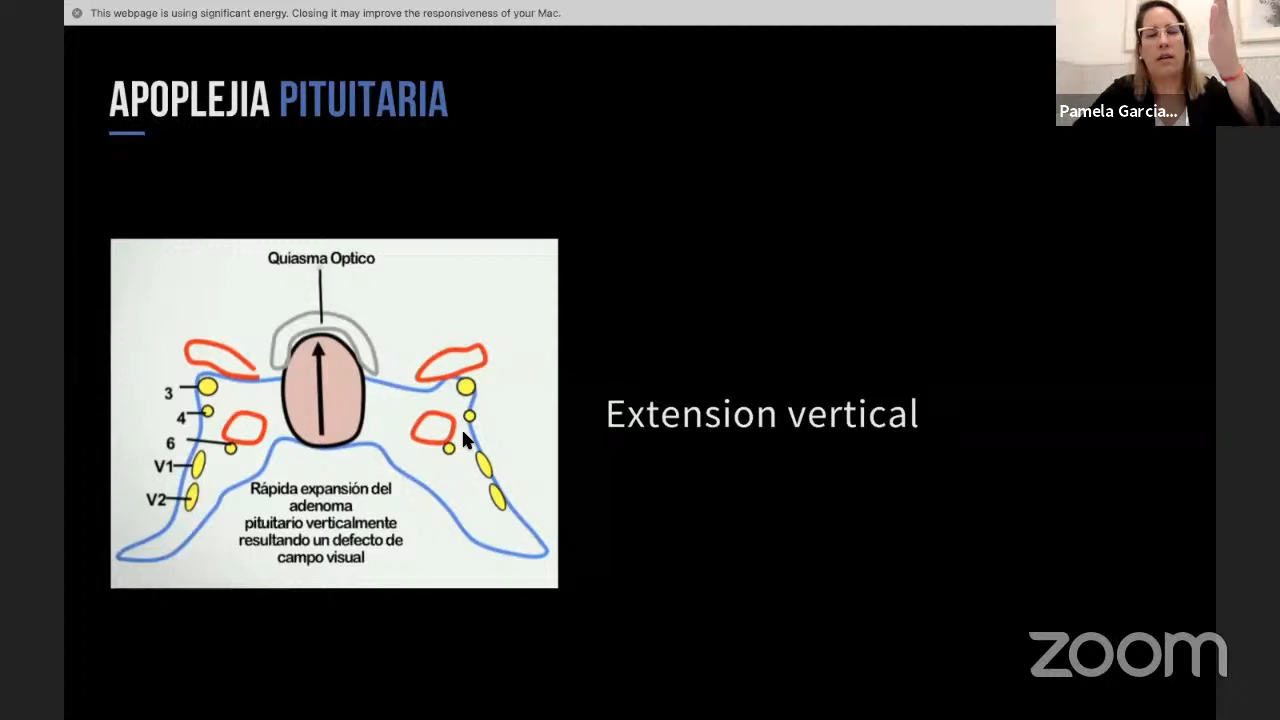 This webpage is using significant energy. Closing it may improve the responsiveness of your Mac.
APOPLEJIA PITUITARIA
Pamela Garcia...
Quiasma Optico
3
4
6
V1
V2
Rápida expansión del
adenoma
pituitario verticalmente
resultando un defecto de
campo visual
Extension vertical
zoom